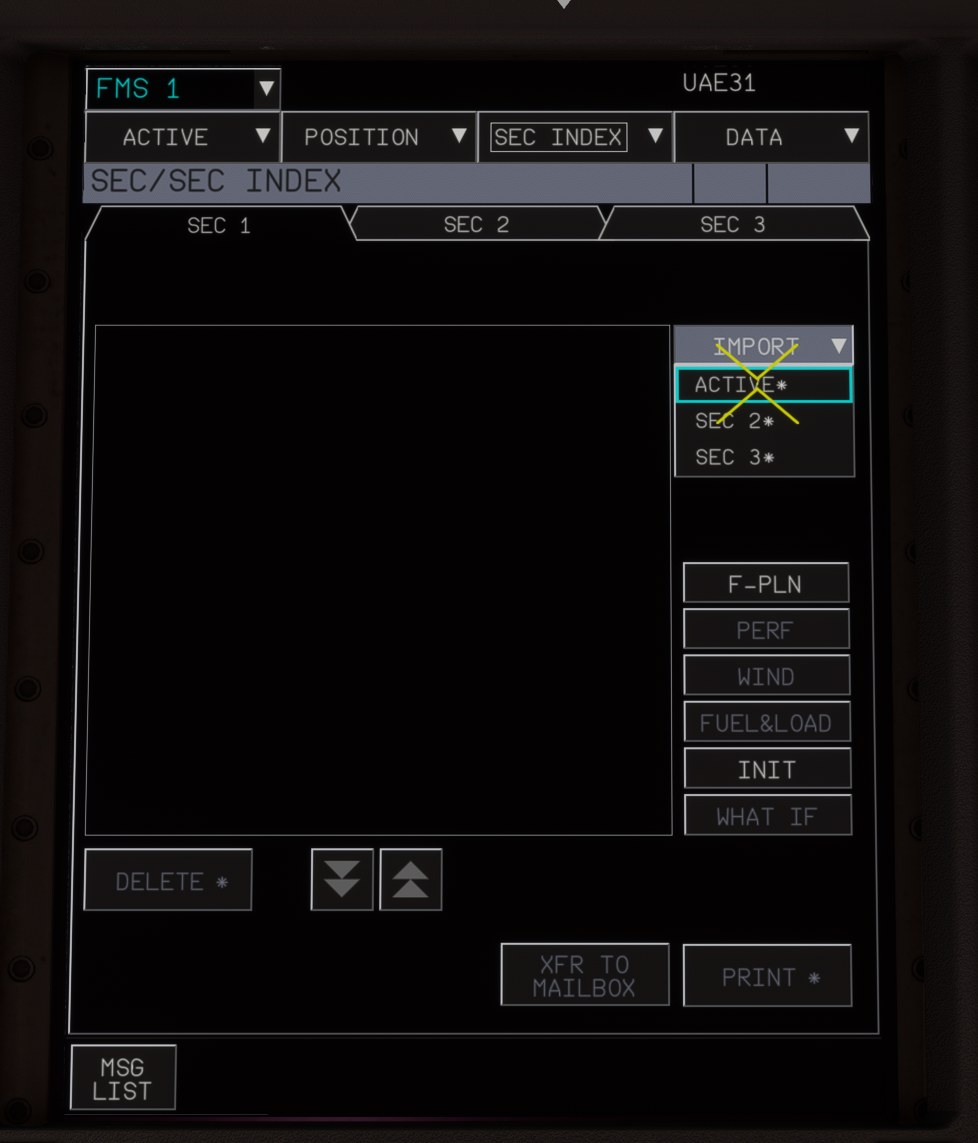 FMS 1
UAE31
ACTIVE
POSITION
SEC INDEX
DATA
SEC/SEC INDEX
SEC 1
SEC 2
SEC 3
IMPORT
ACTIVE*
SEC 2*
SEC 3*
F-PLN
PERF
WIND
FUEL&LOAD
INIT
WHAT IF
DELETE *
XFR TO
MAILBOX
PRINT *
MSG
LIST